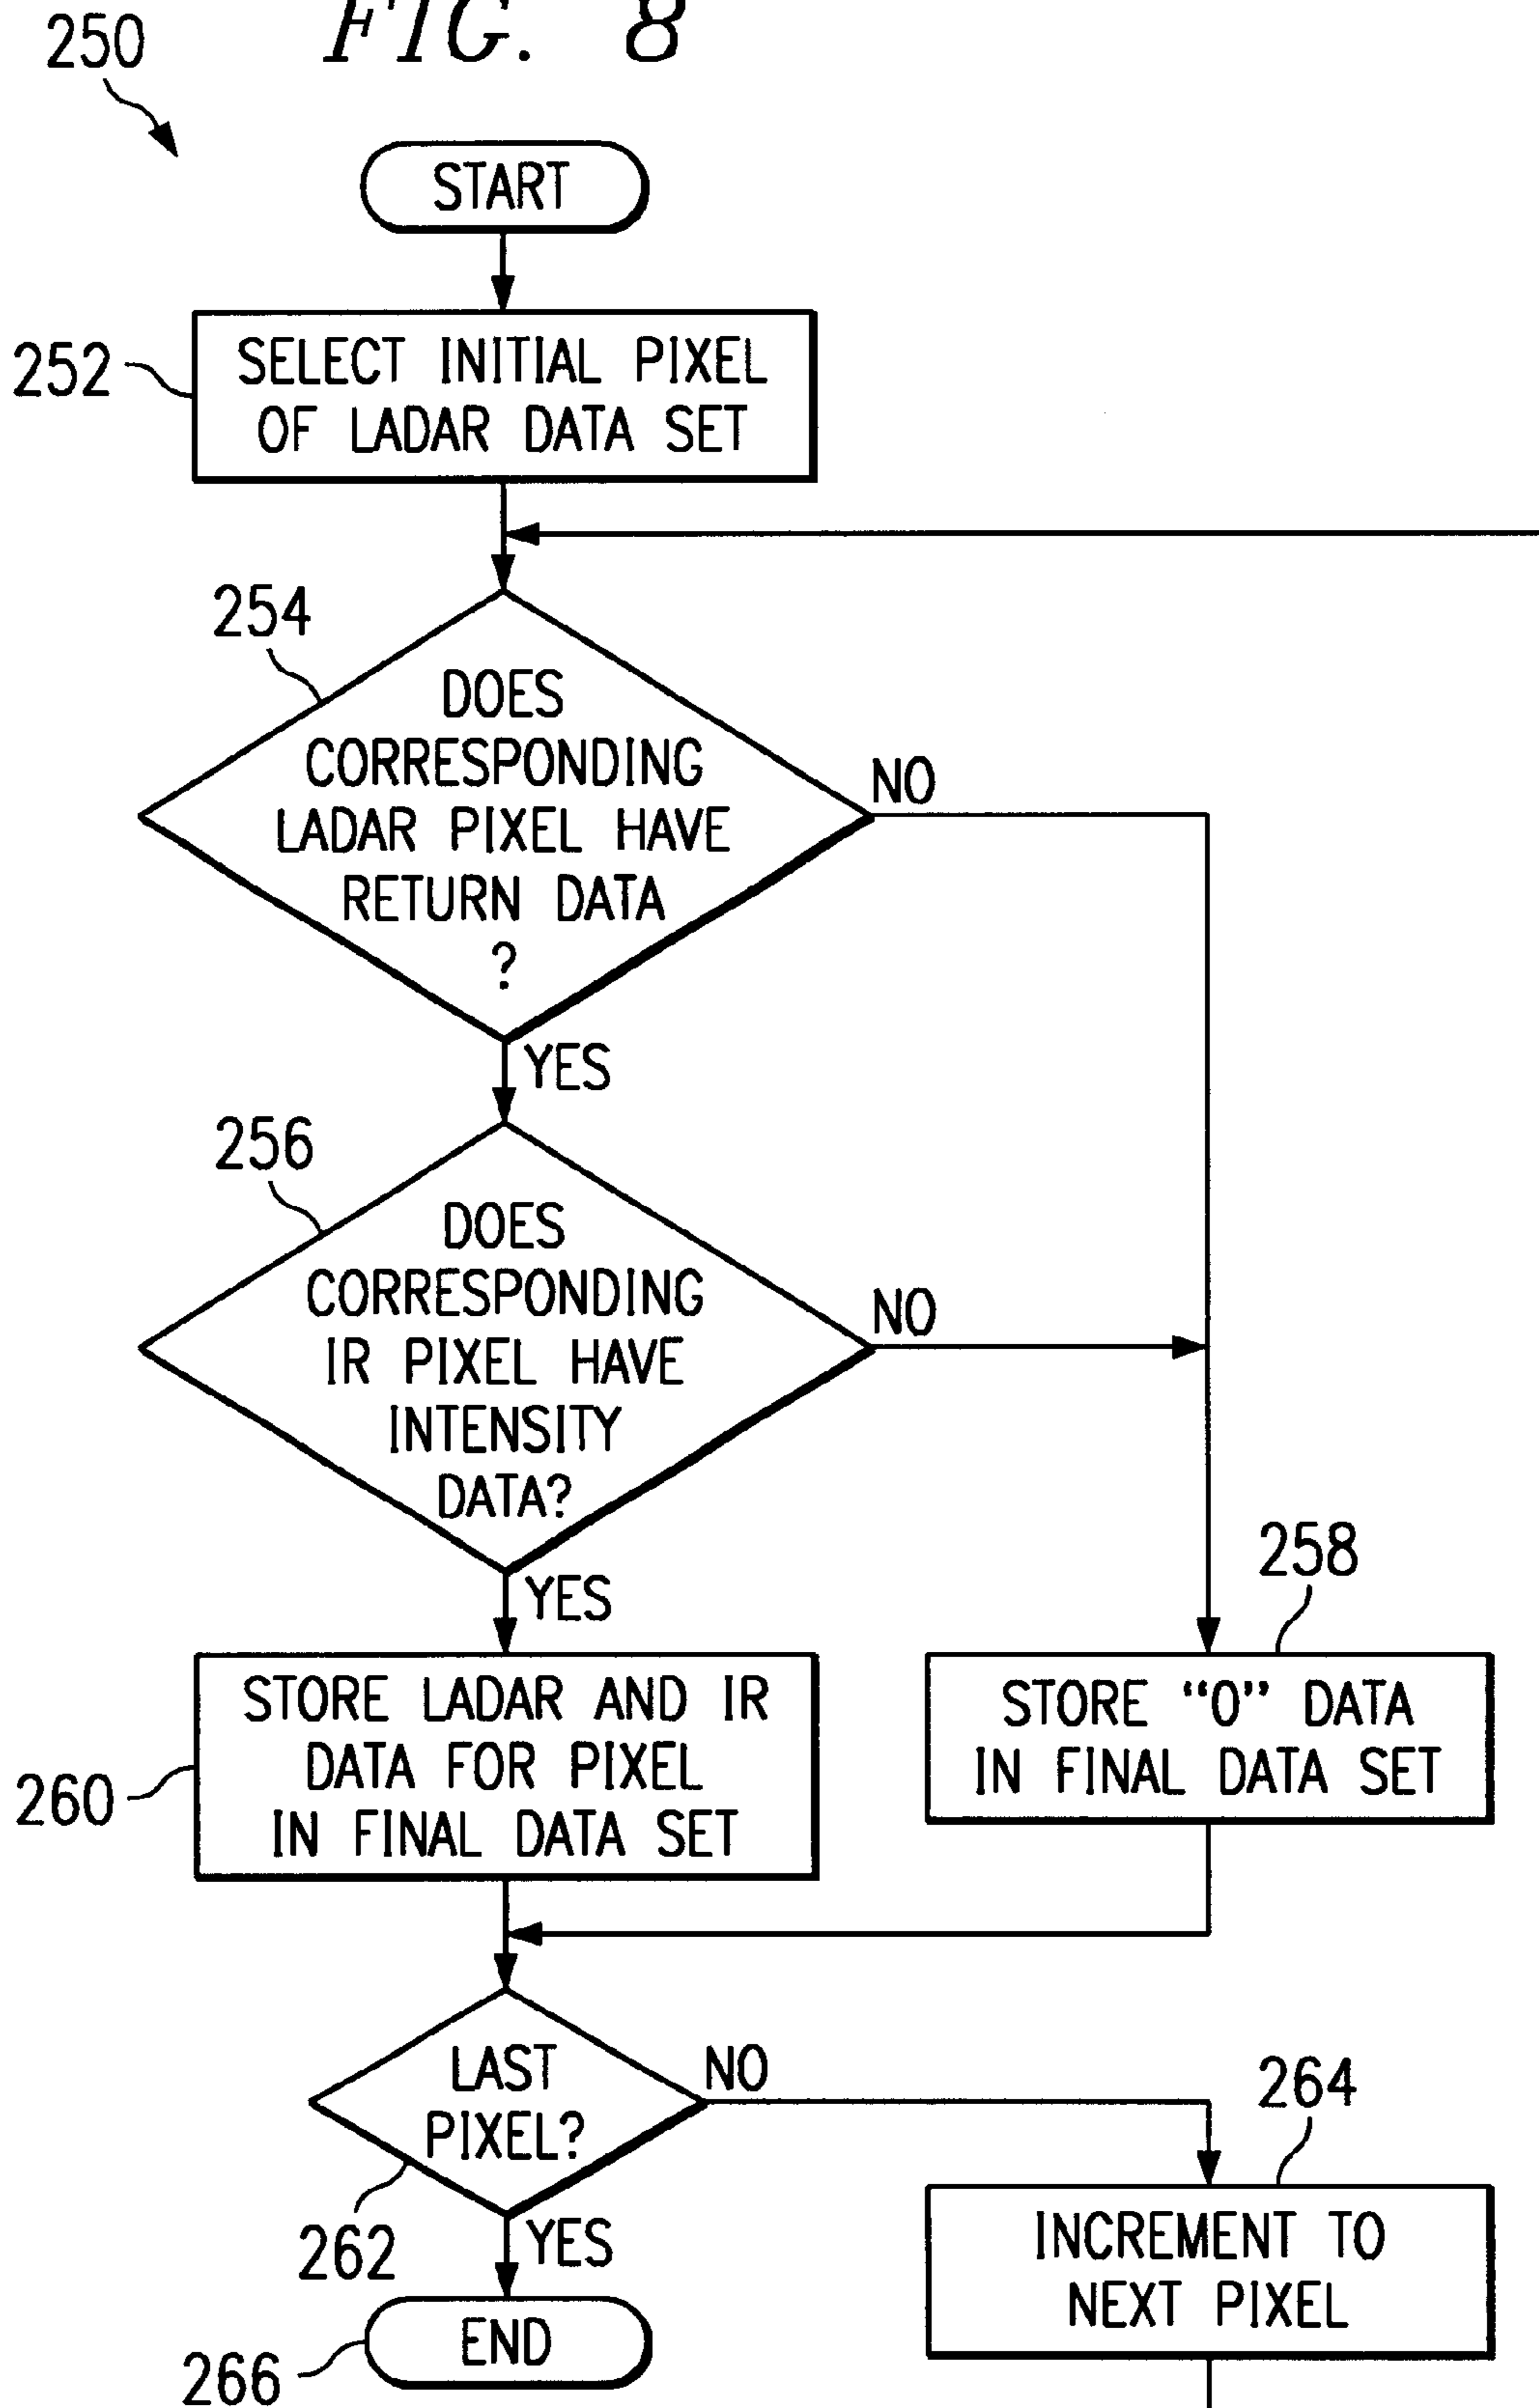 FIG. 8
250
START
252
SELECT INITIAL PIXEL
OF LADAR DATA SET
254
DOES
CORRESPONDING
LADAR PIXEL HAVE
RETURN DATA
?
NO
YES
256
DOES
CORRESPONDING
IR PIXEL HAVE
INTENSITY
DATA?
NO
YES
258
STORE “0” DATA
IN FINAL DATA SET
260
STORE LADAR AND IR
DATA FOR PIXEL
IN FINAL DATA SET
LAST
PIXEL?
NO
262
YES
264
INCREMENT TO
NEXT PIXEL
END
266